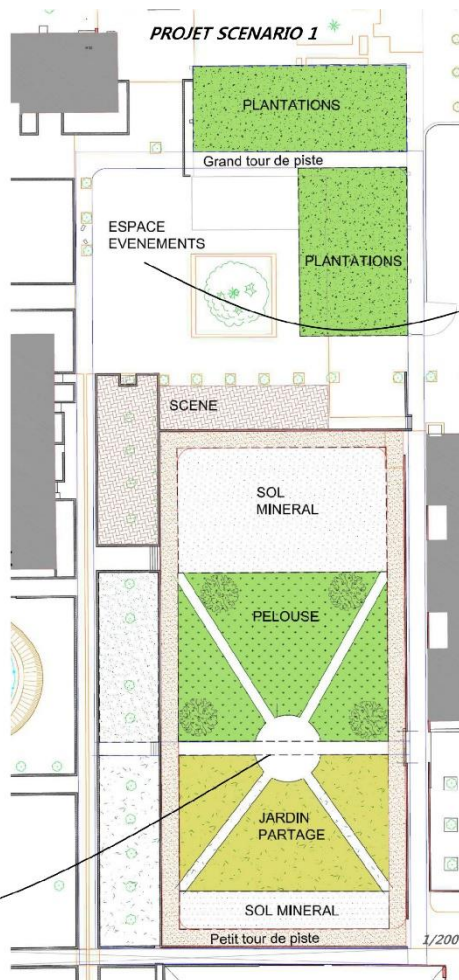 PROJET SCENARIO 1
PLANTATIONS
Grand tour de piste
ESPACE
EVENEMENTS
PLANTATIONS
SCENE
SOL
MINERAL
PELOUSE
JARDIN
PARTAGE
SOL MINERAL
Petit tour de piste
1/200